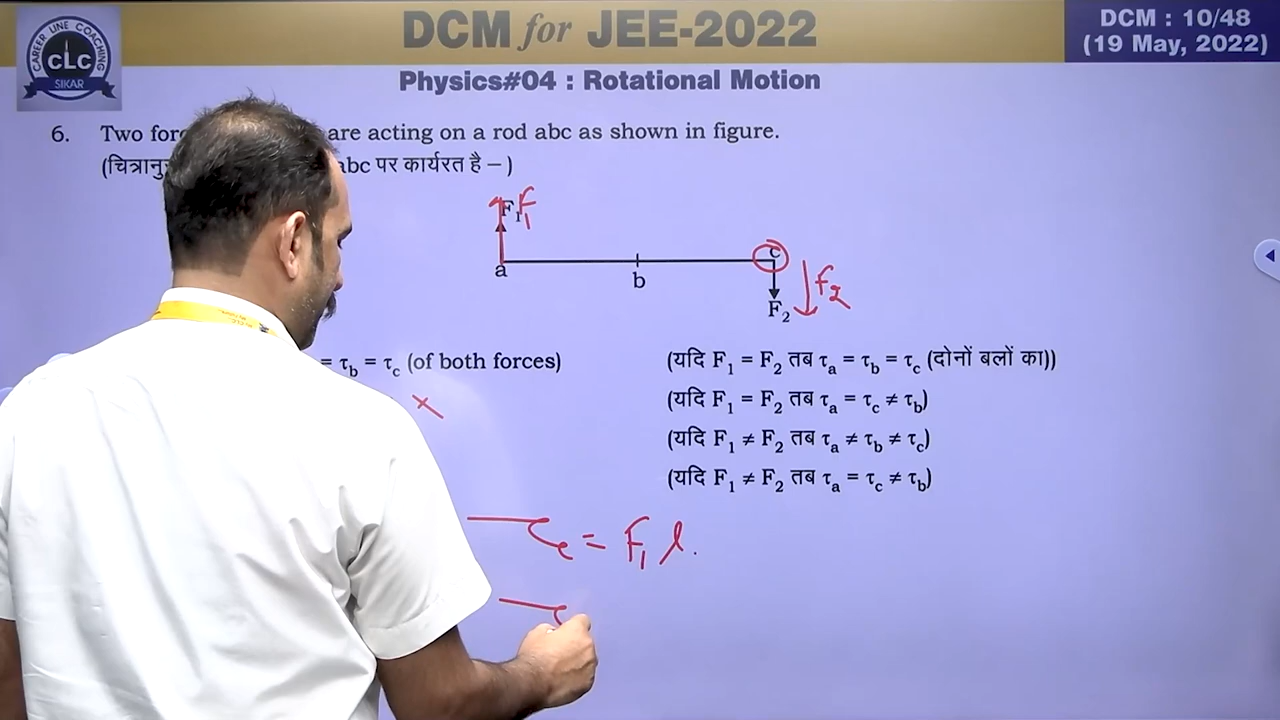 CAREER LINE COACHING
CLC
SIKAR
DCM for JEE-2022
DCM : 10/48
(19 May, 2022)
Physics#04 : Rotational Motion
6. Two are acting on a rod abc as shown in figure.
abc पर कार्यरत है – )
F₁ F₁
a b c
F₂ F₂
= τb = τc (of both forces) (यदि F₁ = F₂ तब τa = τb = τc (दोनों बलों का))
× (यदि F₁ = F₂ तब τa = τc ≠ τb)
(यदि F₁ ≠ F₂ तब τa ≠ τb ≠ τc)
(यदि F₁ ≠ F₂ तब τa = τc ≠ τb)
τc = F₁ l.